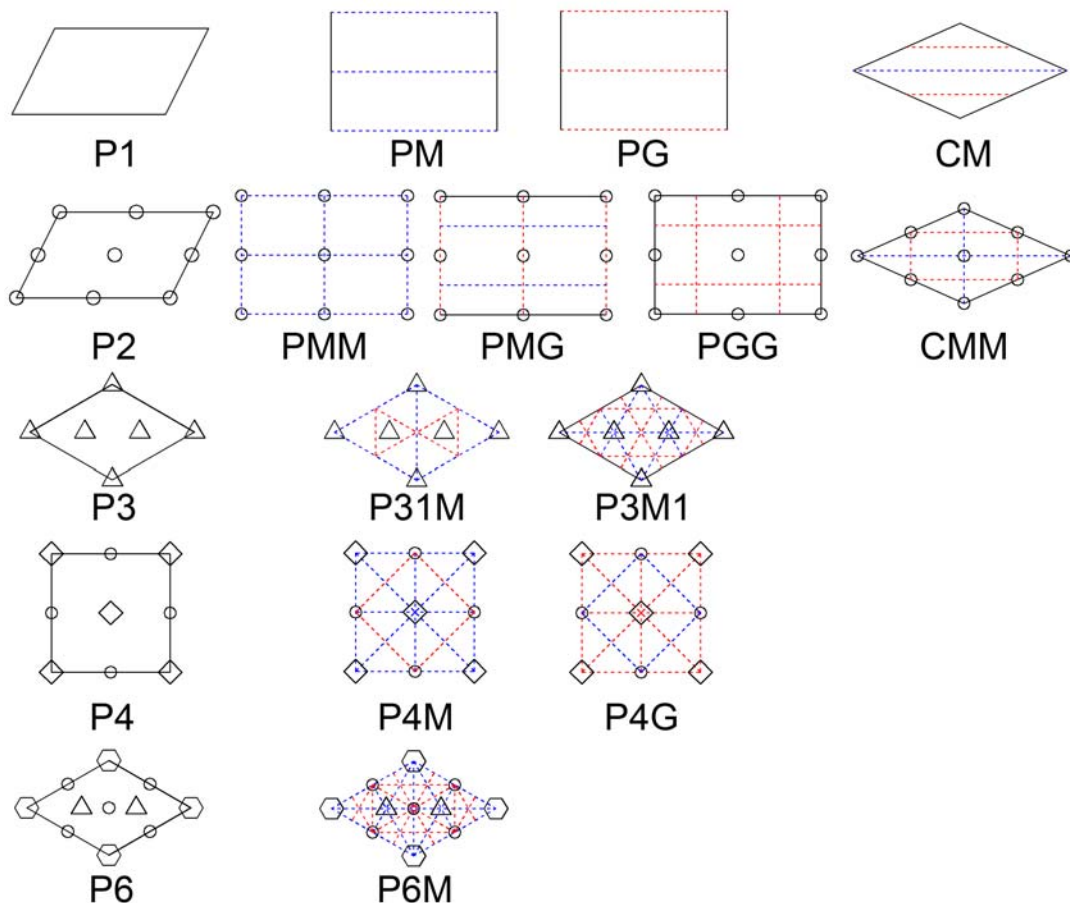 P1 PM PG CM
P2 PMM PMG PGG CMM
P3 P31M P3M1
P4 P4M P4G
P6 P6M